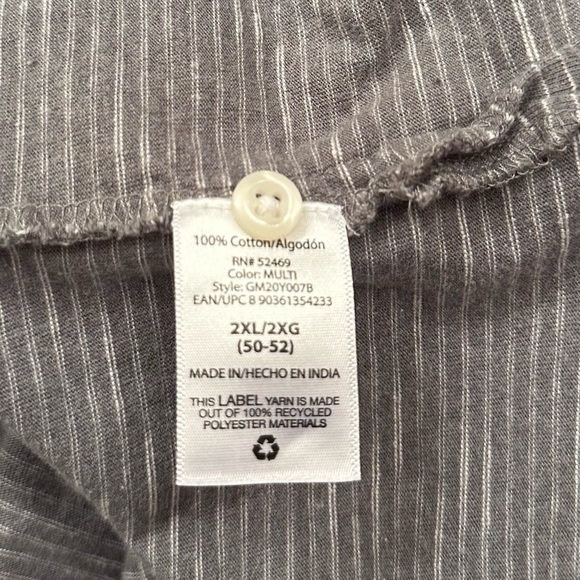 100% Cotton/Algodón
RN# 52469
Color: MULTI
Style: GM20Y007B
EAN/UPC 8 90361354233
2XL/2XG
(50-52)
MADE IN/HECHO EN INDIA
THIS LABEL YARN IS MADE
OUT OF 100% RECYCLED
POLYESTER MATERIALS